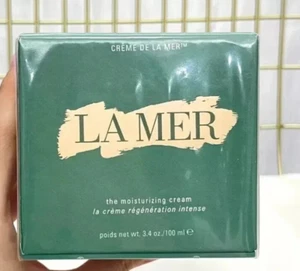 CRÈME DE LA MER™
LA MER
the moisturizing cream
la crème régénération intense
poids net wt. 3.4 oz./100 ml ℮